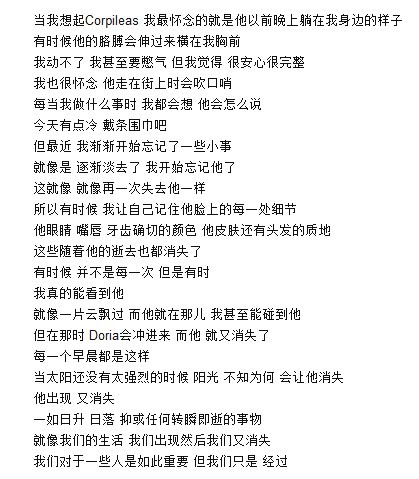 当我想起Corpileas 我最怀念的就是他以前晚上躺在我身边的样子
有时候他的胳膊会伸过来横在我胸前
我动不了 我甚至要憋气 但我觉得 很安心很完整
我也很怀念 他走在街上时会吹口哨
每当我做什么事时 我都会想 他会怎么说
今天有点冷 戴条围巾吧
但最近 我渐渐开始忘记了一些小事
就像是 逐渐淡去了 我开始忘记他了
这就像 就像再一次失去他一样
所以有时候 我让自己记住他脸上的每一处细节
他眼睛 嘴唇 牙齿确切的颜色 他皮肤还有头发的质地
这些随着他的逝去也都消失了
有时候 并不是每一次 但是有时
我真的能看到他
就像一片云飘过 而他就在那儿 我甚至能碰到他
但在那时 Doria会冲进来 而他 就又消失了
每一个早晨都是这样
当太阳还没有太强烈的时候 阳光 不知为何 会让他消失
他出现 又消失
一如日升 日落 抑或任何转瞬即逝的事物
就像我们的生活 我们出现然后我们又消失
我们对于一些人是如此重要 但我们只是 经过